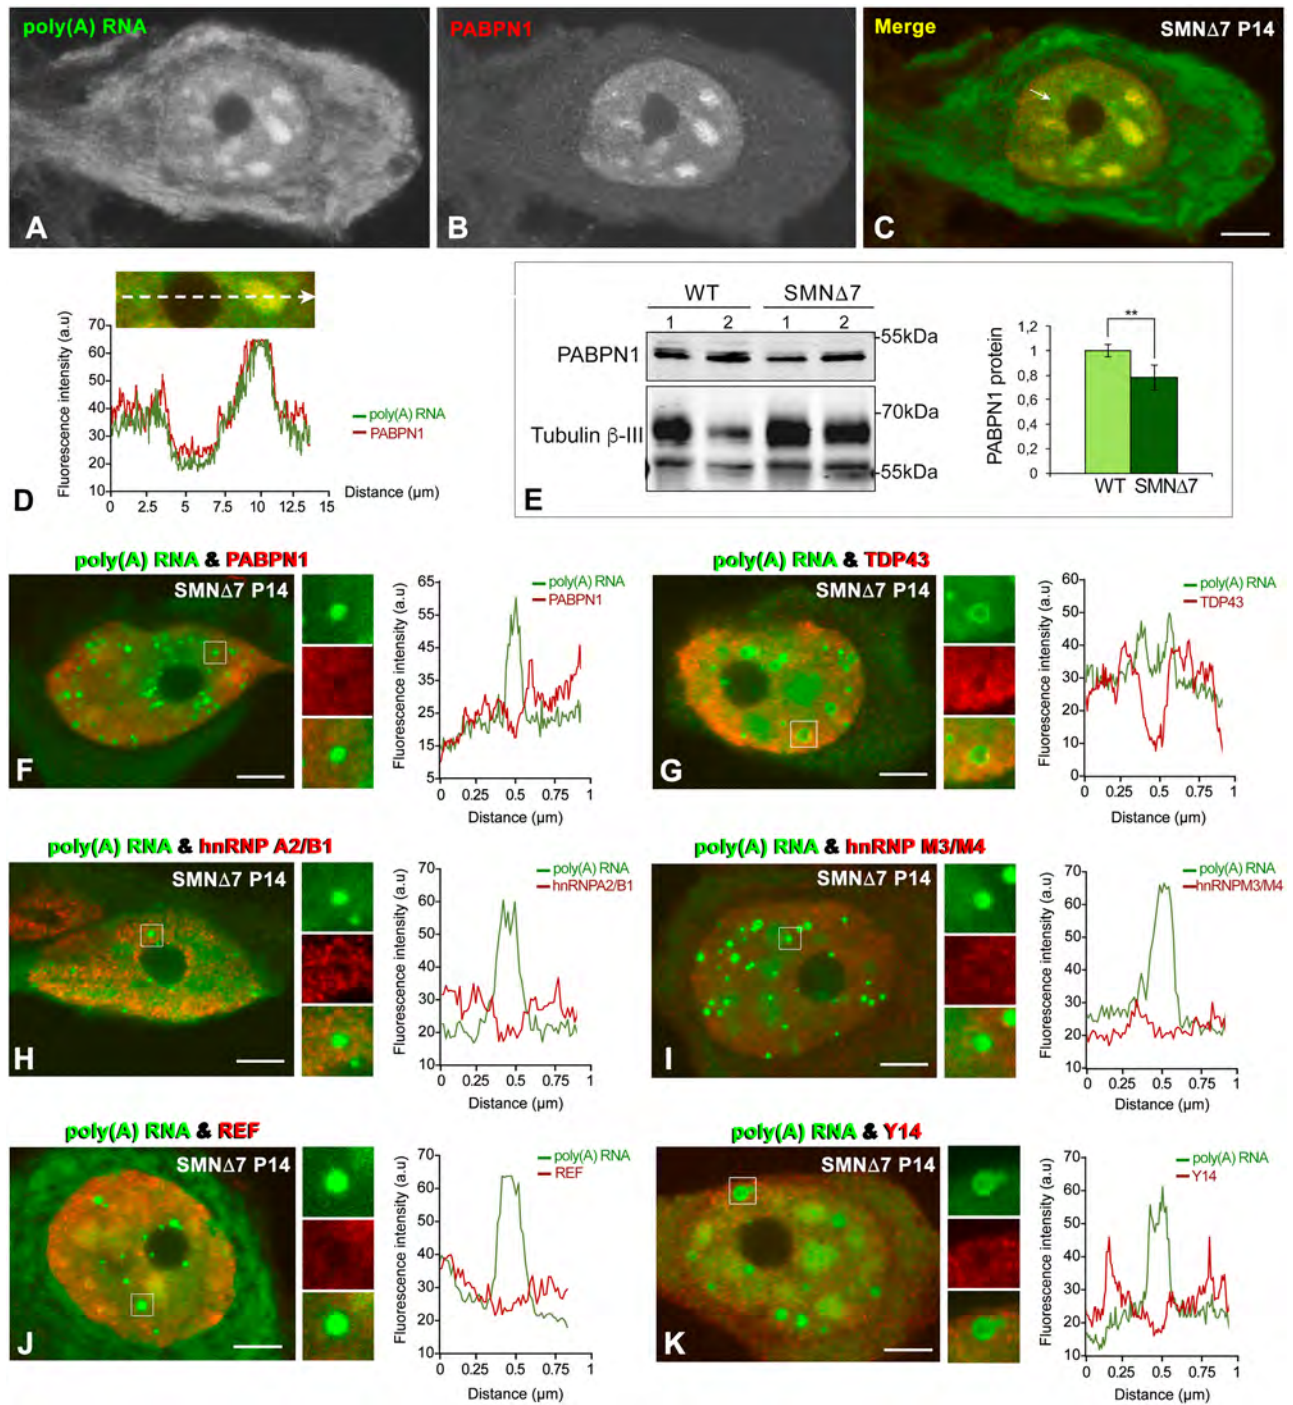 poly(A) RNA
PABPN1
Merge
SMNΔ7 P14
A
B
C
70
60
50
40
30
20
10
Fluorescence intensity (a.u)
0 2.5 5 7.5 10 12.5 15
Distance (µm)
poly(A) RNA
PABPN1
D
WT SMNΔ7
1 2 1 2
PABPN1
Tubulin β-III
-55kDa
-70kDa
-55kDa
E
PABPN1 protein
1,2
1
0,8
0,6
0,4
0,2
0
**
WT SMNΔ7
poly(A) RNA & PABPN1
SMNΔ7 P14
F
Fluorescence intensity (a.u)
65
55
45
35
25
15
5
poly(A) RNA
PABPN1
0 0.25 0.5 0.75 1
Distance (µm)
poly(A) RNA & TDP43
SMNΔ7 P14
G
Fluorescence intensity (a.u)
60
50
40
30
20
10
0
poly(A) RNA
TDP43
0 0.25 0.5 0.75 1
Distance (µm)
poly(A) RNA & hnRNP A2/B1
SMNΔ7 P14
H
Fluorescence intensity (a.u)
70
60
50
40
30
20
10
poly(A) RNA
hnRNPA2/B1
0 0.25 0.5 0.75 1
Distance (µm)
poly(A) RNA & hnRNP M3/M4
SMNΔ7 P14
I
Fluorescence intensity (a.u)
70
60
50
40
30
20
10
poly(A) RNA
hnRNPM3/M4
0 0.25 0.5 0.75 1
Distance (µm)
poly(A) RNA & REF
SMNΔ7 P14
J
Fluorescence intensity (a.u)
70
60
50
40
30
20
10
poly(A) RNA
REF
0 0.25 0.5 0.75 1
Distance (µm)
poly(A) RNA & Y14
SMNΔ7 P14
K
Fluorescence intensity (a.u)
70
60
50
40
30
20
10
poly(A) RNA
Y14
0 0.25 0.5 0.75 1
Distance (µm)